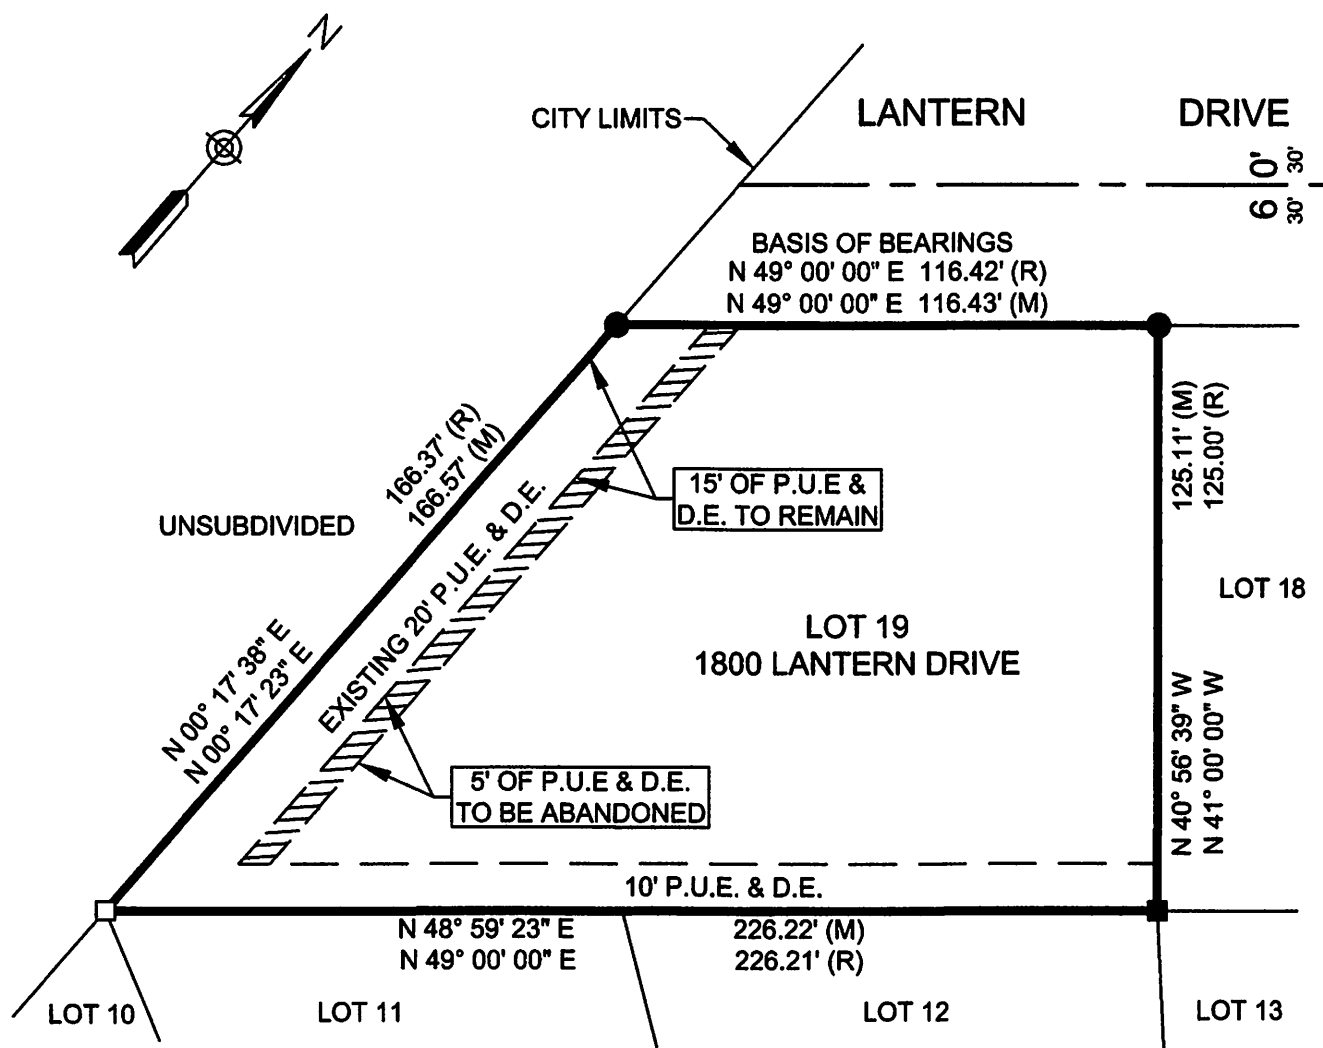 N
CITY LIMITS
LANTERN DRIVE
60'
30'
30'
BASIS OF BEARINGS
N 49° 00' 00" E 116.42' (R)
N 49° 00' 00" E 116.43' (M)
166.37' (R)
166.57' (M)
125.11' (M)
125.00' (R)
15' OF P.U.E &
D.E. TO REMAIN
UNSUBDIVIDED
EXISTING 20' P.U.E. & D.E.
LOT 18
LOT 19
1800 LANTERN DRIVE
N 00° 17' 38" E
N 00° 17' 23" E
N 40° 56' 39" W
N 41° 00' 00" W
5' OF P.U.E & D.E.
TO BE ABANDONED
10' P.U.E. & D.E.
N 48° 59' 23" E 226.22' (M)
N 49° 00' 00" E 226.21' (R)
LOT 10
LOT 11
LOT 12
LOT 13